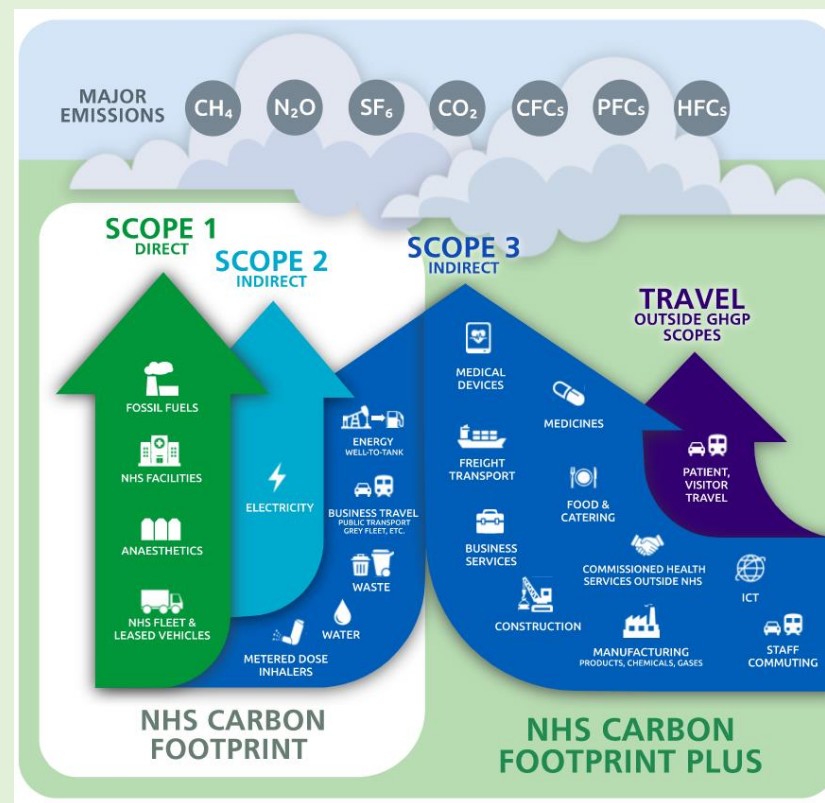 MAJOR
EMISSIONS
CH₄
N₂O
SF₆
CO₂
CFCs
PFCs
HFCs
SCOPE 1
DIRECT
FOSSIL FUELS
NHS FACILITIES
ANAESTHETICS
NHS FLEET &
LEASED VEHICLES
SCOPE 2
INDIRECT
ELECTRICITY
SCOPE 3
INDIRECT
ENERGY
WELL-TO-TANK
BUSINESS TRAVEL
PUBLIC TRANSPORT
GREY FLEET, ETC.
WASTE
WATER
METERED DOSE
INHALERS
MEDICAL
DEVICES
MEDICINES
FREIGHT
TRANSPORT
FOOD &
CATERING
BUSINESS
SERVICES
COMMISSIONED HEALTH
SERVICES OUTSIDE NHS
ICT
CONSTRUCTION
MANUFACTURING
PRODUCTS, CHEMICALS, GASES
STAFF
COMMUTING
TRAVEL
OUTSIDE GHGP
SCOPES
PATIENT,
VISITOR
TRAVEL
NHS CARBON
FOOTPRINT
NHS CARBON
FOOTPRINT PLUS